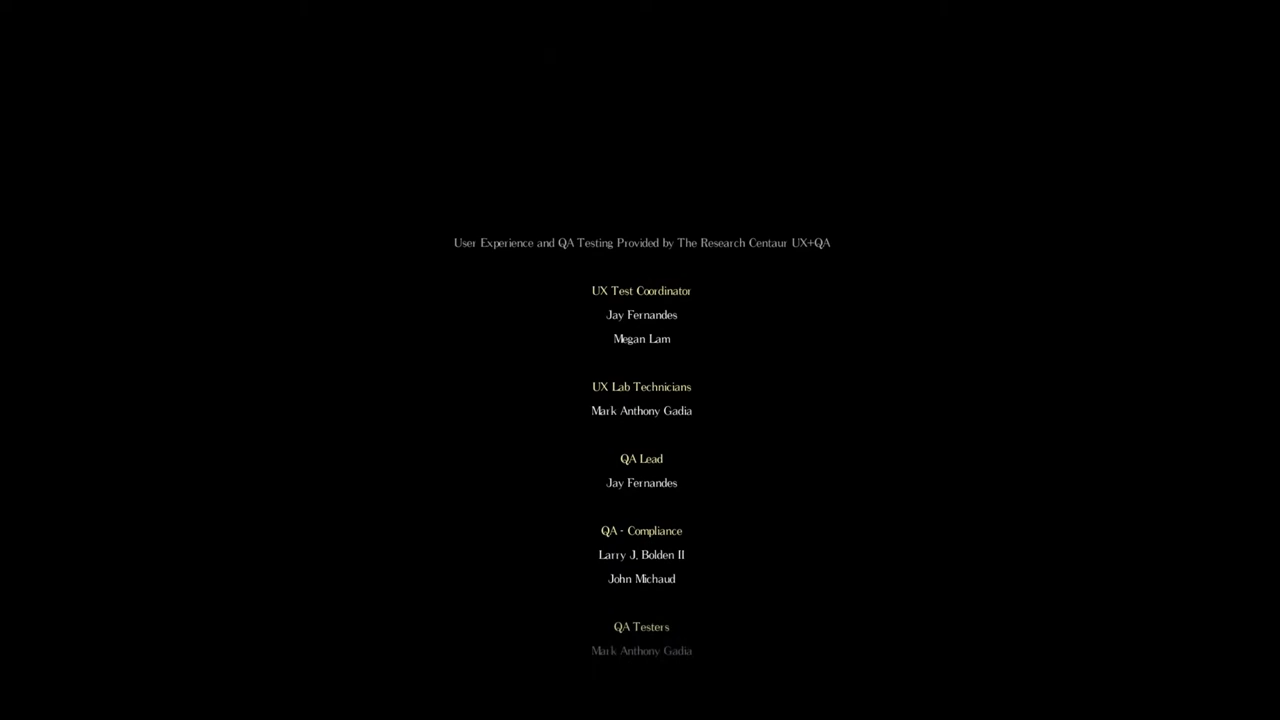 User Experience and QA Testing Provided by The Research Centaur UX+QA
UX Test Coordinator
Jay Fernandes
Megan Lam
UX Lab Technicians
Mark Anthony Gadia
QA Lead
Jay Fernandes
QA - Compliance
Larry J. Bolden II
John Michaud
QA Testers
Mark Anthony Gadia